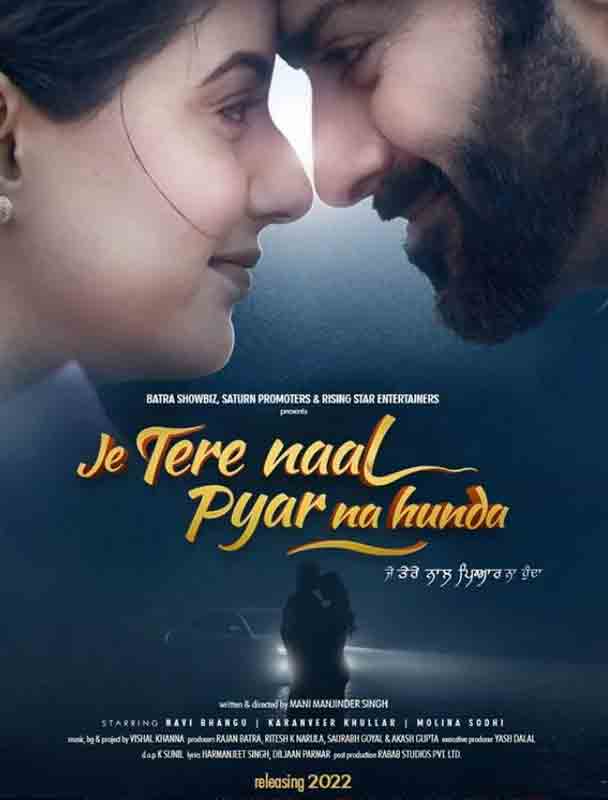 BATRA SHOWBIZ, SATURN PROMOTERS & RISING STAR ENTERTAINERS
presents
Je Tere naal
Pyar na hunda
ਜੇ ਤੇਰੇ ਨਾਲ ਪਿਆਰ ਨਾ ਹੁੰਦਾ
written & directed by MANI MANJINDER SINGH
STARRING NAVI BHANGU | KARANVEER KHULLAR | MOLINA SODHI
music, bg & project by VISHAL KHANNA producers RAJAN BATRA, RITESH K NARULA, SAURABH GOYAL & AKASH GUPTA executive producer YASH DALAL
d.o.p K SUNIL lyrics HARMANJEET SINGH, DILJAAN PARMAR post production RABAB STUDIOS PVT. LTD.
releasing 2022